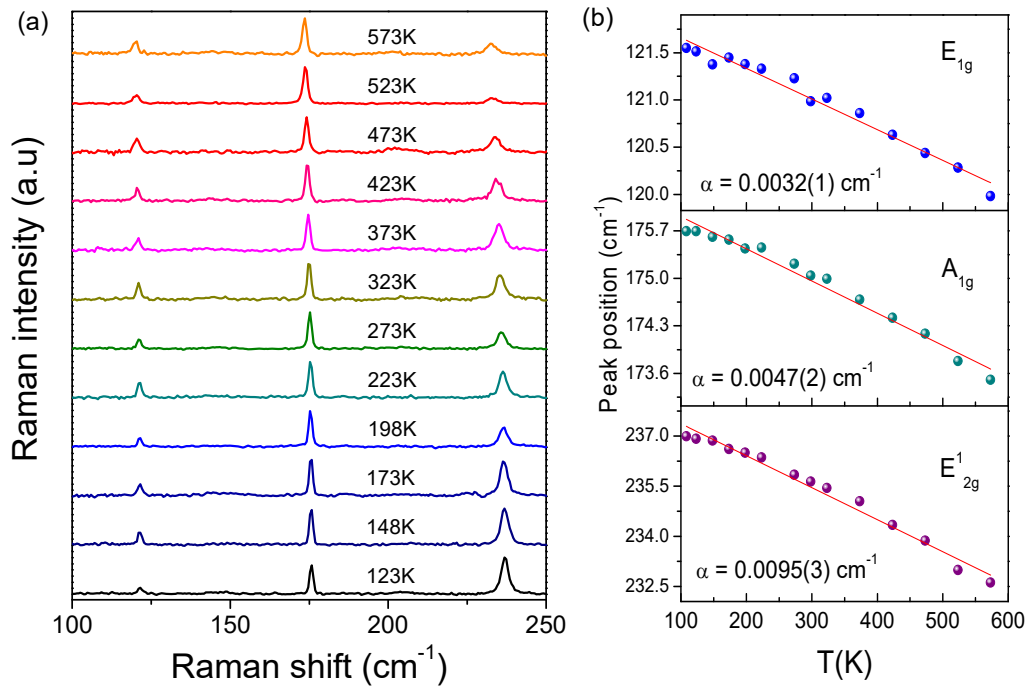 (a)
573K
523K
473K
423K
373K
323K
273K
223K
198K
173K
148K
123K
100 150 200 250
Raman shift (cm⁻¹)
Raman intensity (a.u)
(b)
E₁g
121.5
121.0
120.5
120.0
α = 0.0032(1) cm⁻¹
A₁g
175.7
175.0
174.3
173.6
α = 0.0047(2) cm⁻¹
E¹₂g
237.0
235.5
234.0
232.5
α = 0.0095(3) cm⁻¹
Peak position (cm⁻¹)
100 200 300 400 500 600
T(K)